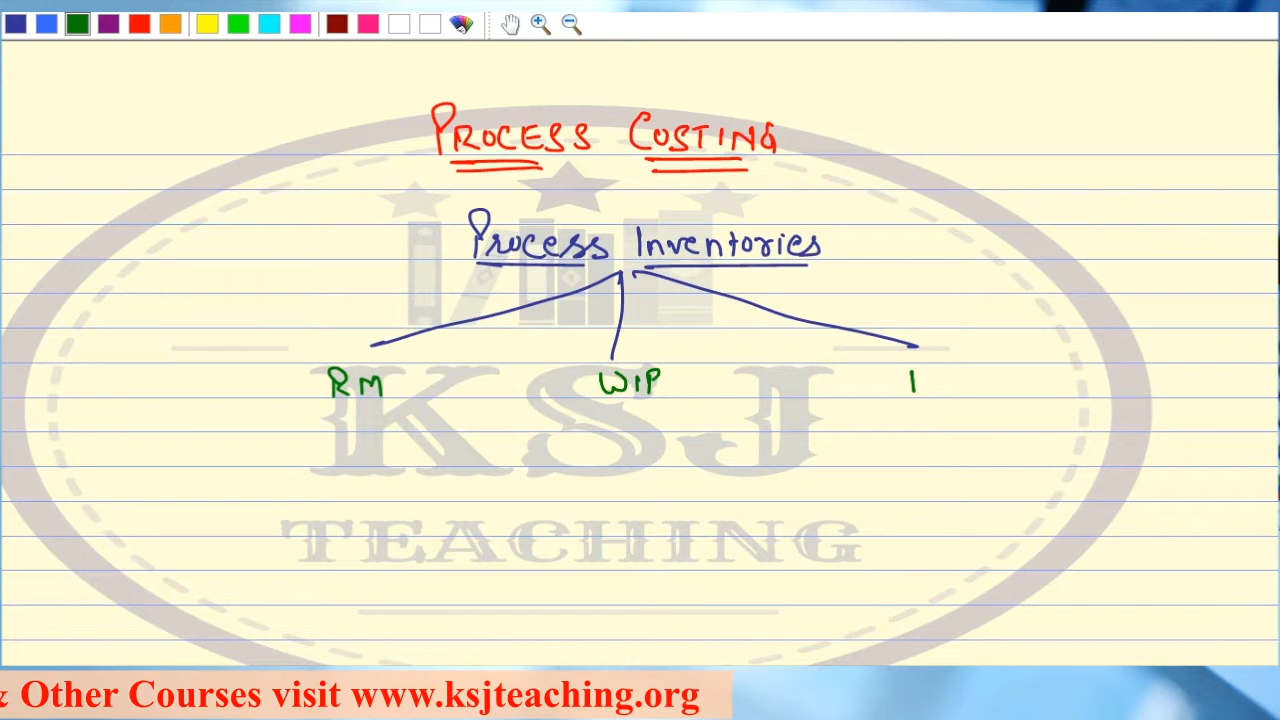 PROCESS COSTING
Process Inventories
RM WIP
KSJ
TEACHING
Other Courses visit www.ksjteaching.org